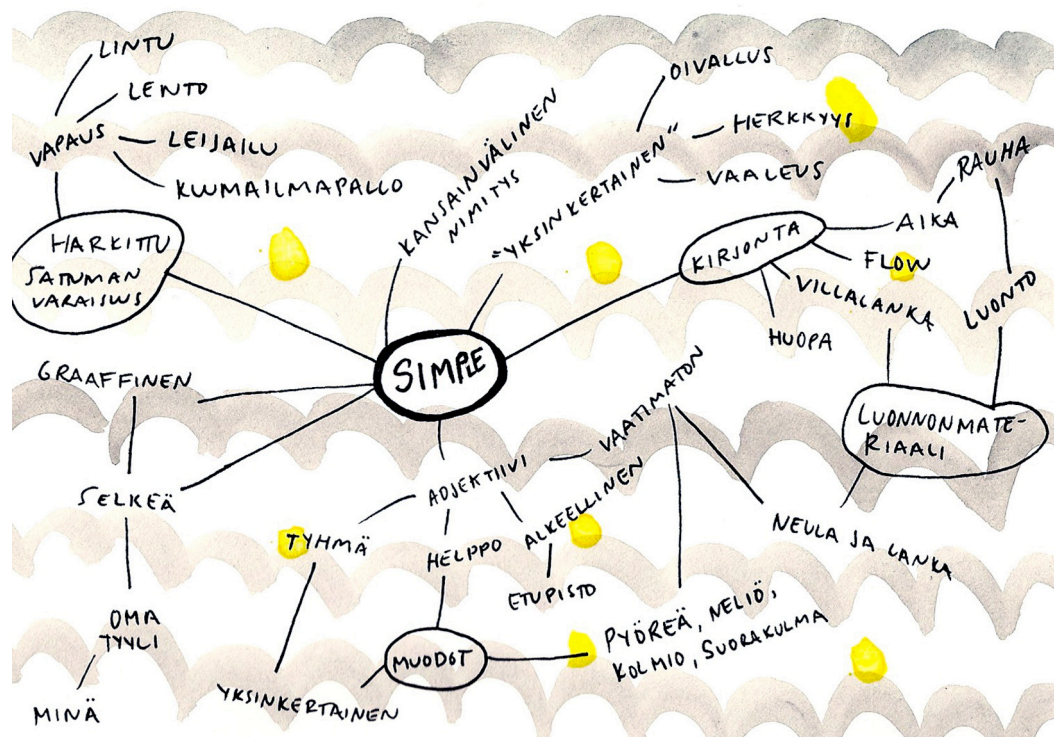 LINTU
LENTO
VAPAUS
LEIJAILU
KUUMAILMAPALLO
HARKITTU
SATUMAN
VARAISUUS
KANSAINVÄLINEN
NIMITYS
="YKSINKERTAINEN"
OIVALLUS
HERKKYYS
VAALEUS
KIRJONTA
AIKA
RAUHA
FLOW
VILLALANKA
HUOPA
LUONTO
SIMPLE
GRAAFFINEN
SELKEÄ
OMA
TYYLI
MINÄ
ADJEKTIIVI
VAATIMATON
LUONNONMATE-
RIAALI
TYHMÄ
HELPPO
ALKEELLINEN
ETUPISTO
NEULA JA LANKA
MUODOT
YKSINKERTAINEN
PYÖREÄ, NELIÖ,
KOLMIO, SUORAKULMA